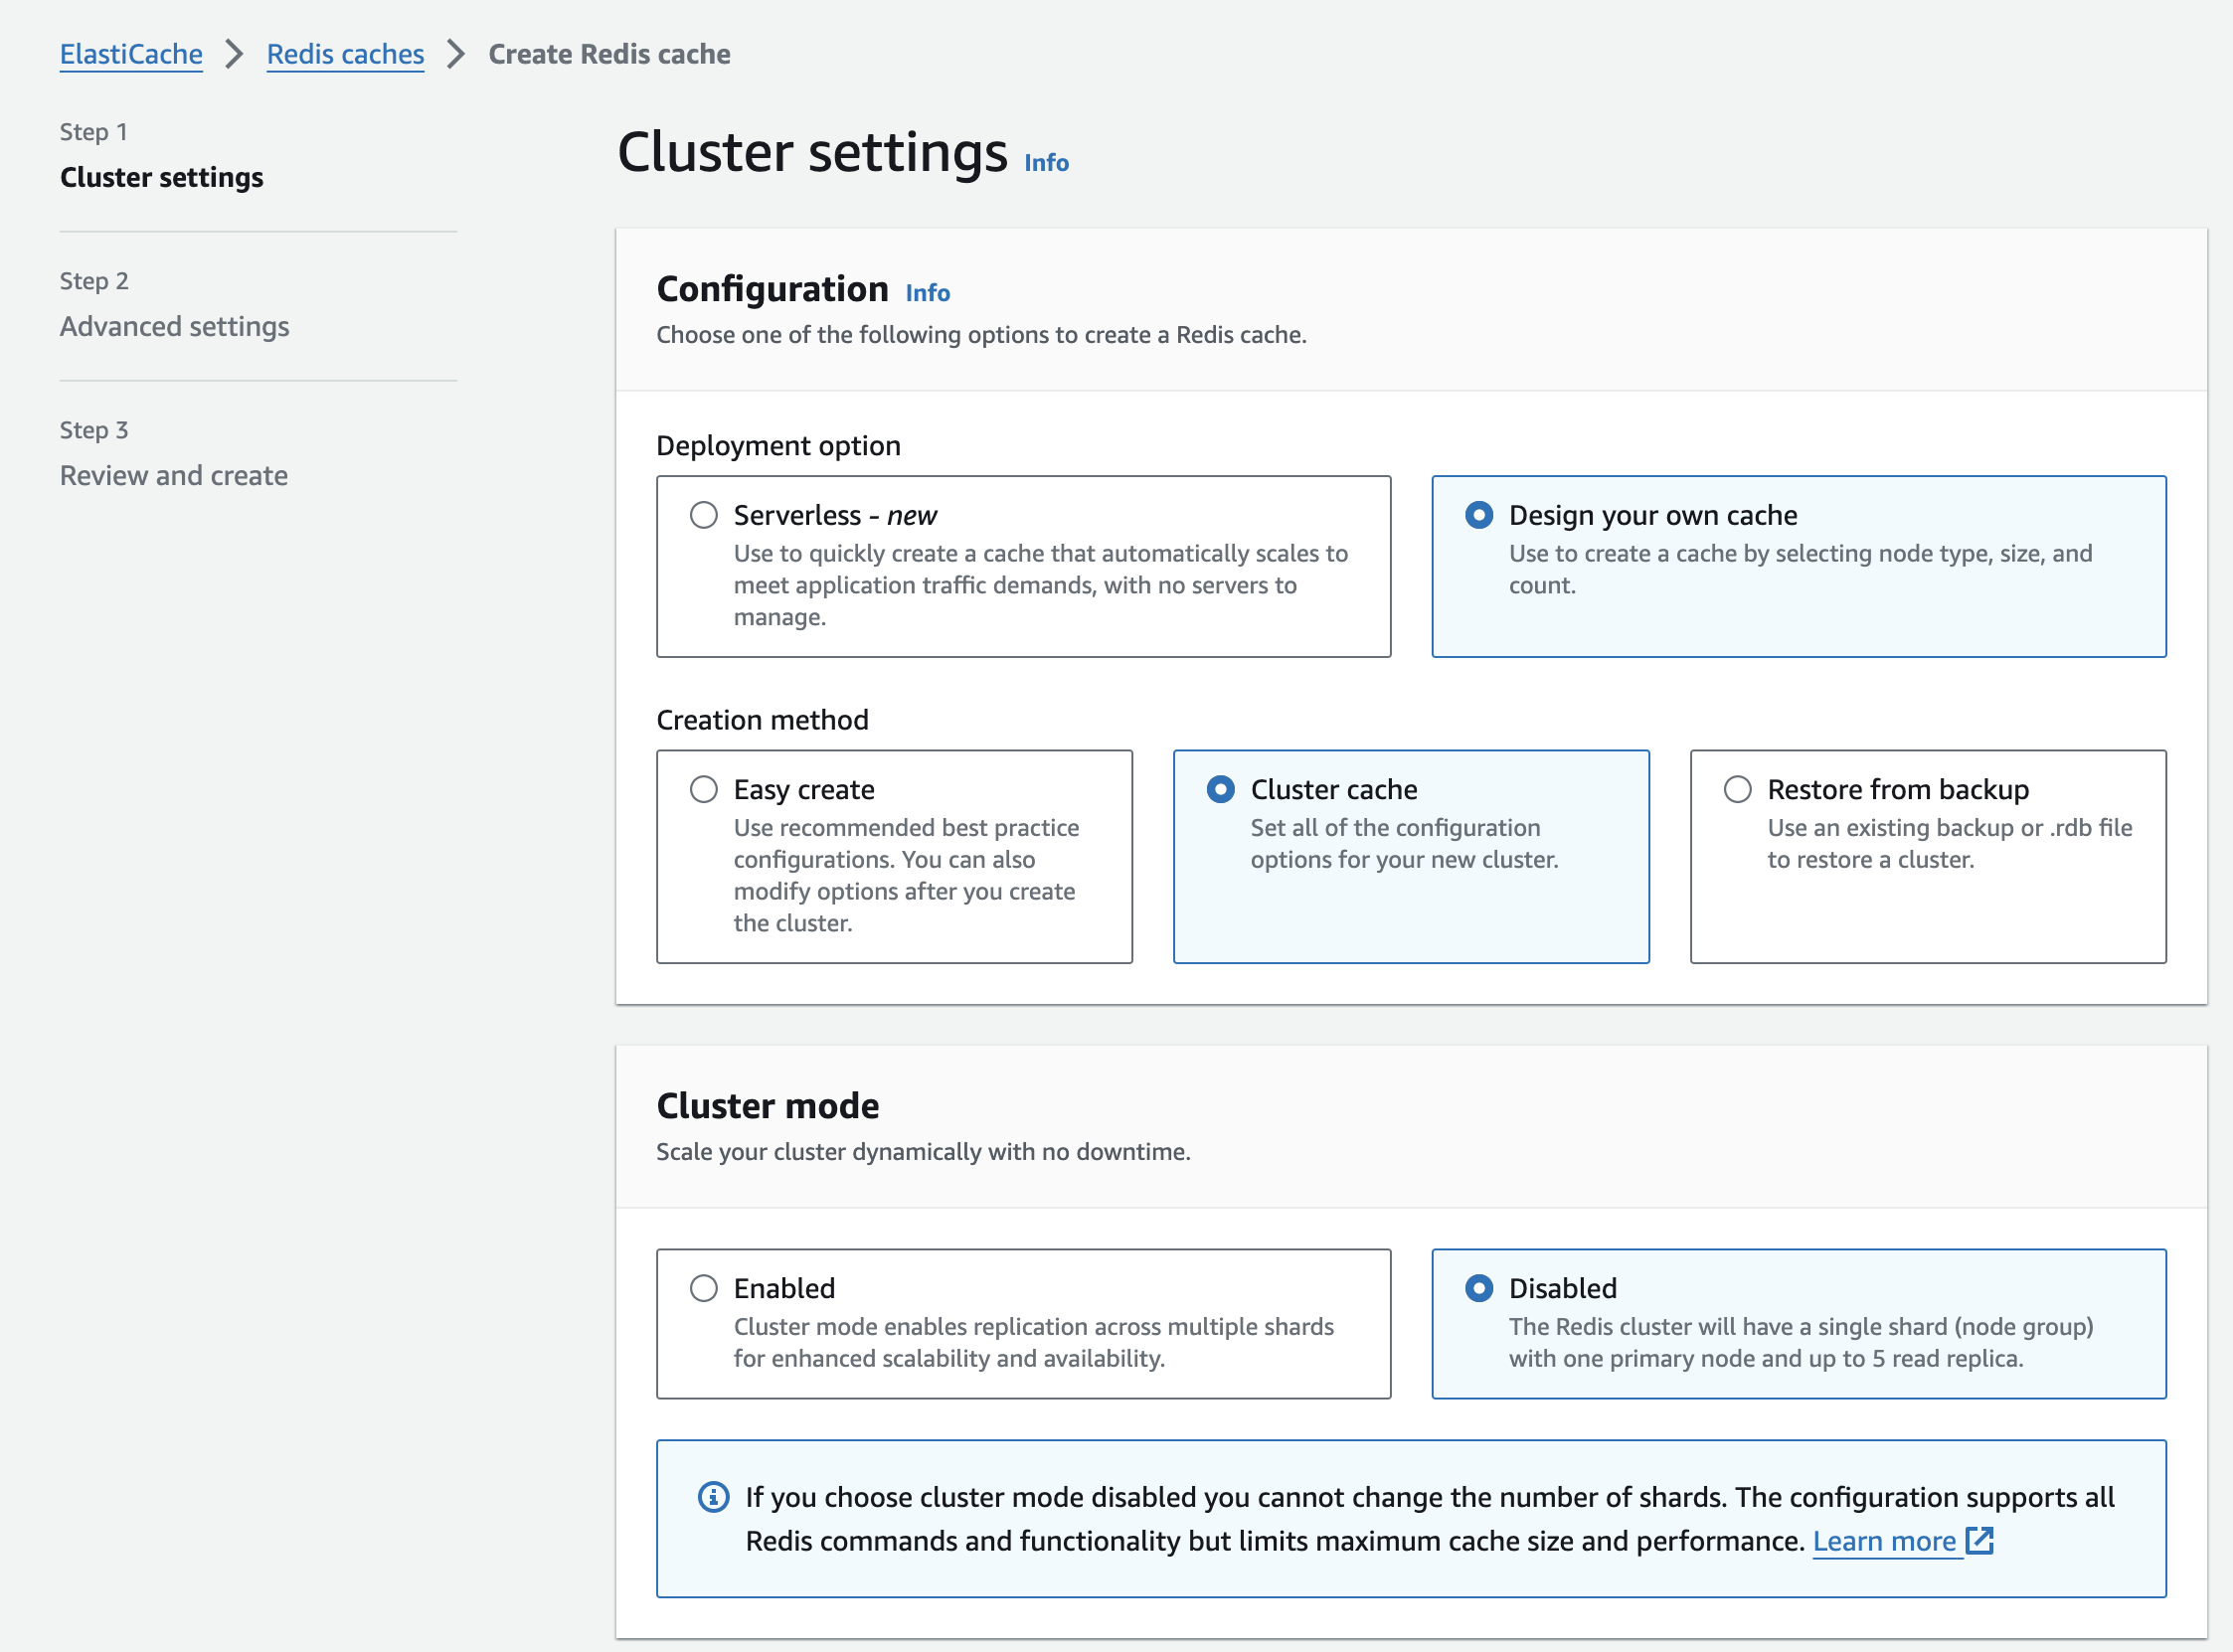 ElastiCache > Redis caches > Create Redis cache
Step 1
Cluster settings
Step 2
Advanced settings
Step 3
Review and create
Cluster settings Info
Configuration Info
Choose one of the following options to create a Redis cache.
Deployment option
Serverless - new
Use to quickly create a cache that automatically scales to
meet application traffic demands, with no servers to
manage.
Design your own cache
Use to create a cache by selecting node type, size, and
count.
Creation method
Easy create
Use recommended best practice
configurations. You can also
modify options after you create
the cluster.
Cluster cache
Set all of the configuration
options for your new cluster.
Restore from backup
Use an existing backup or .rdb file
to restore a cluster.
Cluster mode
Scale your cluster dynamically with no downtime.
Enabled
Cluster mode enables replication across multiple shards
for enhanced scalability and availability.
Disabled
The Redis cluster will have a single shard (node group)
with one primary node and up to 5 read replica.
If you choose cluster mode disabled you cannot change the number of shards. The configuration supports all
Redis commands and functionality but limits maximum cache size and performance. Learn more